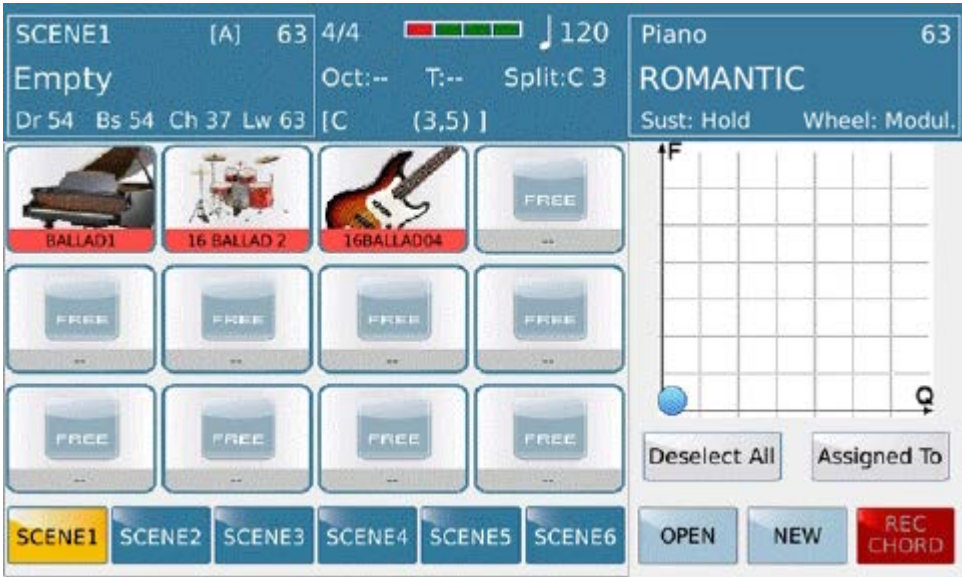 SCENE1 [A] 63
Empty
Dr 54 Bs 54 Ch 37 Lw 63
4/4 120
Oct:-- T:-- Split:C 3
[C (3,5) ]
Piano 63
ROMANTIC
Sust: Hold Wheel: Modul.
BALLAD1
16 BALLAD 2
16BALLAD04
FREE
--
FREE
--
FREE
--
FREE
--
FREE
--
FREE
--
FREE
--
FREE
--
FREE
--
F
Q
Deselect All
Assigned To
SCENE1
SCENE2
SCENE3
SCENE4
SCENE5
SCENE6
OPEN
NEW
REC
CHORD